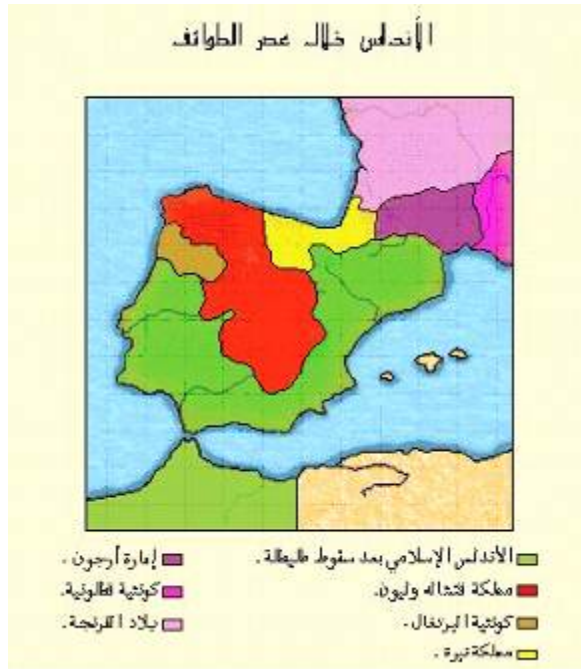 الأندلس خلال عصر الطوائف
الأندلس الإسلامي بعد سقوط طليطلة.
مملكة قشتاله وليون.
كونتية البرتغال.
مملكة نبرة.
إمارة أرجون.
كونتية قطلونية.
بلاد الفرنجة.